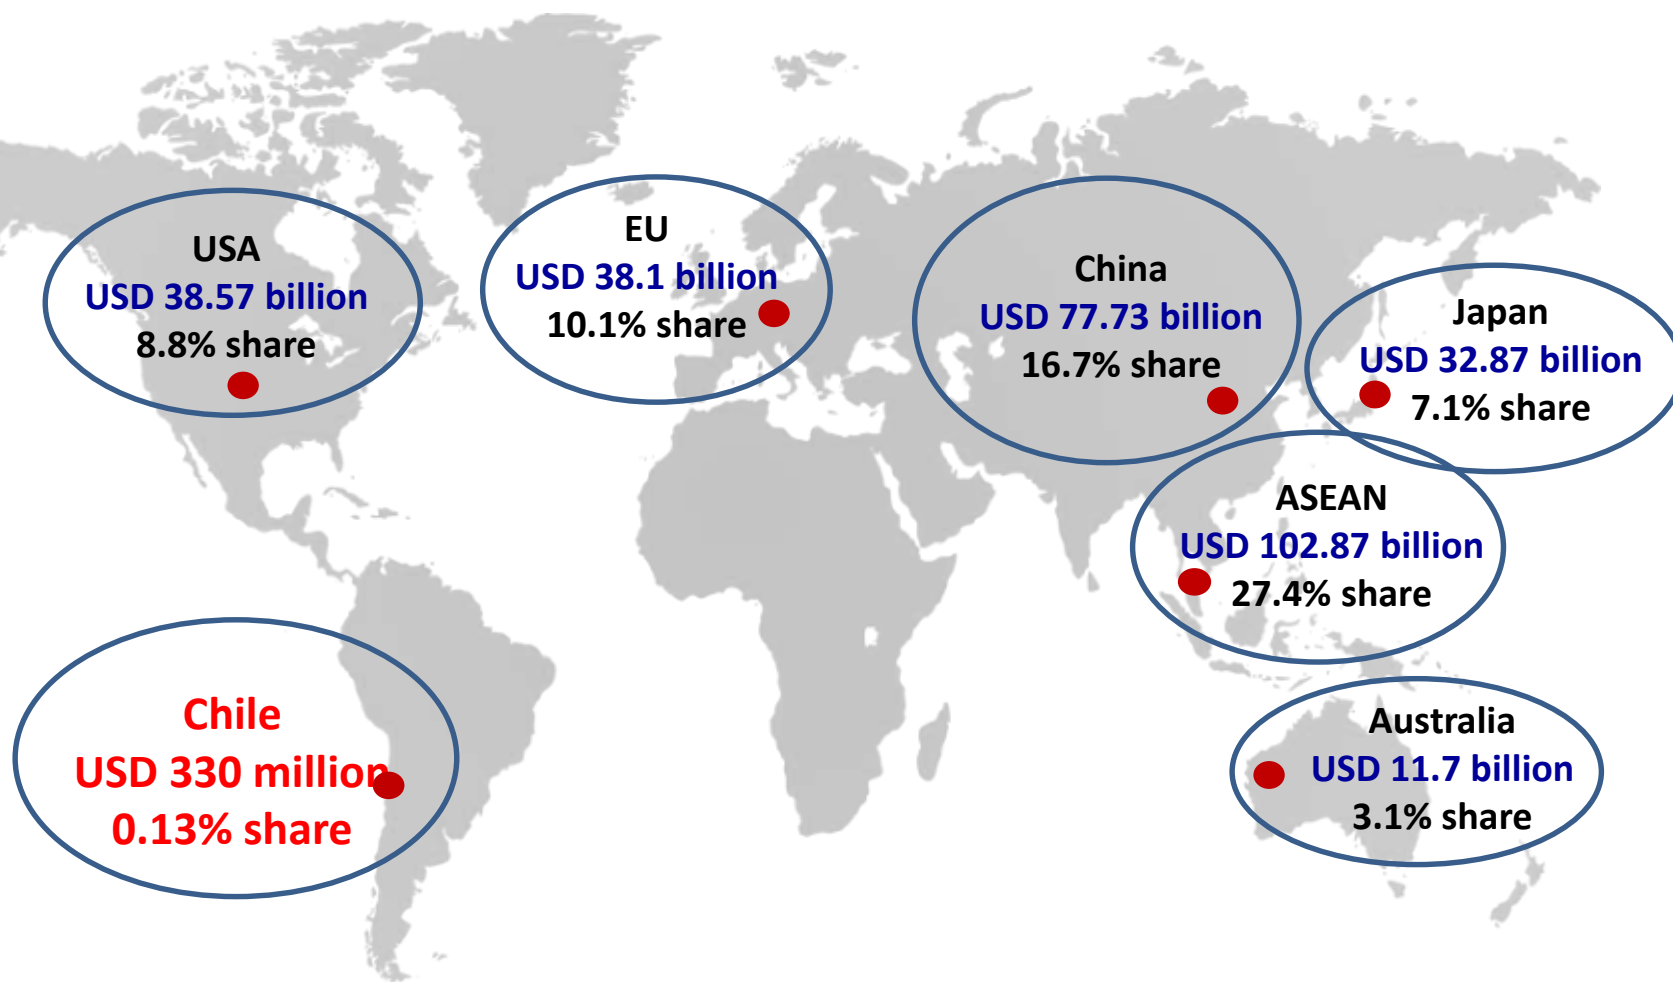 USA
USD 38.57 billion
8.8% share
EU
USD 38.1 billion
10.1% share
China
USD 77.73 billion
16.7% share
Japan
USD 32.87 billion
7.1% share
ASEAN
USD 102.87 billion
27.4% share
Chile
USD 330 million
0.13% share
Australia
USD 11.7 billion
3.1% share